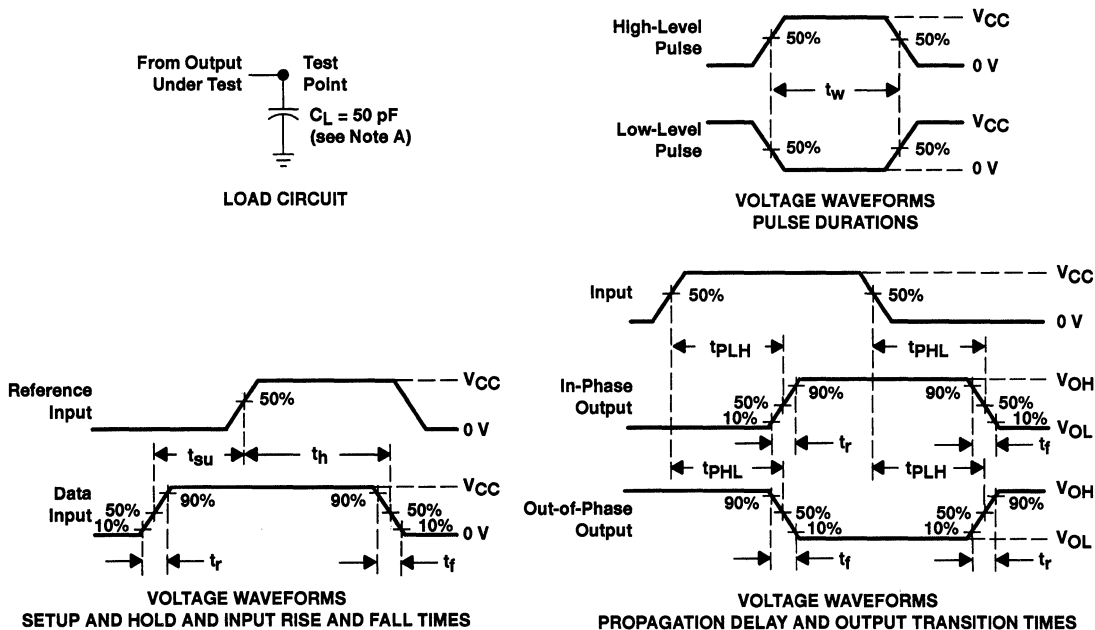 From Output
Under Test
Test
Point
CL = 50 pF
(see Note A)
LOAD CIRCUIT
High-Level
Pulse
50%
50%
VCC
0 V
tw
Low-Level
Pulse
50%
50%
VCC
0 V
VOLTAGE WAVEFORMS
PULSE DURATIONS
Reference
Input
50%
VCC
0 V
tsu
th
Data
Input
50%
10%
90%
90%
50%
10%
VCC
0 V
tr
tf
VOLTAGE WAVEFORMS
SETUP AND HOLD AND INPUT RISE AND FALL TIMES
Input
50%
50%
VCC
0 V
tPLH
tPHL
In-Phase
Output
50%
10%
90%
90%
50%
10%
VOH
VOL
tr
tf
tPHL
tPLH
Out-of-Phase
Output
90%
50%
10%
50%
10%
90%
VOH
VOL
tf
tr
VOLTAGE WAVEFORMS
PROPAGATION DELAY AND OUTPUT TRANSITION TIMES